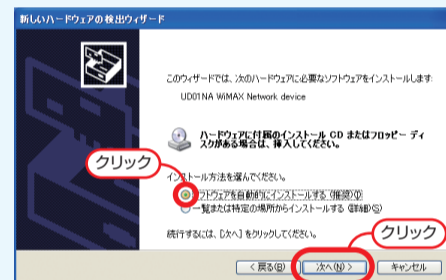 新しいハードウェアの検出ウィザード
このウィザードでは、次のハードウェアに必要なソフトウェアをインストールします:
UD01NA WiMAX Network device
ハードウェアに付属のインストール CD またはフロッピー ディ
スクがある場合は、挿入してください。
クリック
インストール方法を選んでください。
ソフトウェアを自動的にインストールする (推奨)(I)
一覧または特定の場所からインストールする (詳細)(S)
続行するには、[次へ] をクリックしてください。
クリック
< 戻る(B)
次へ(N) >
キャンセル